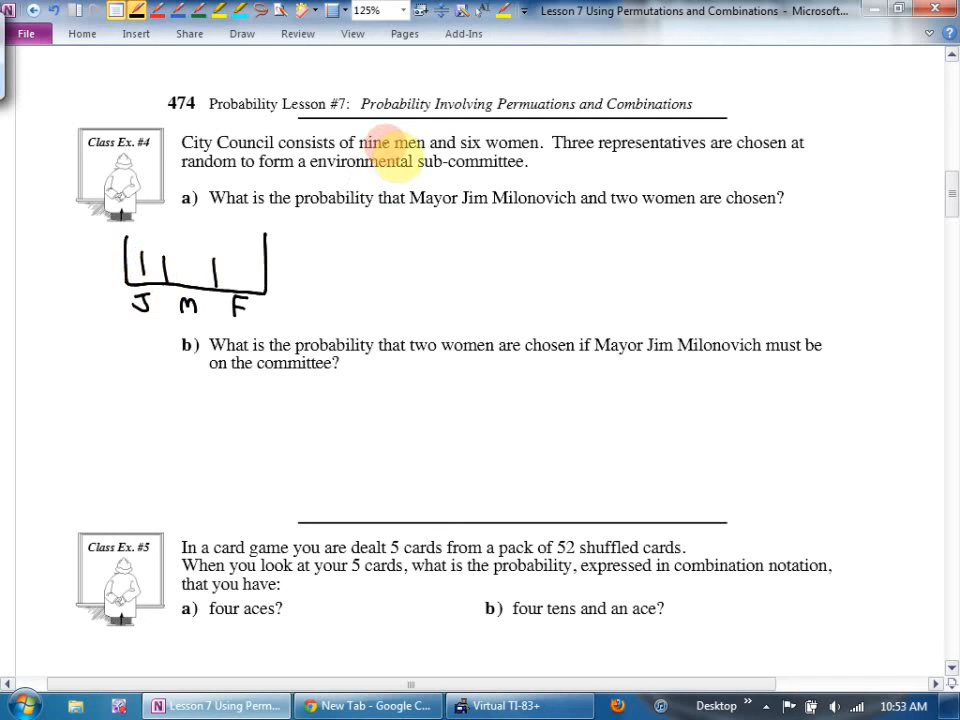 125%
Lesson 7 Using Permutations and Combinations - Microsoft...
File Home Insert Share Draw Review View Pages Add-Ins
474 Probability Lesson #7: Probability Involving Permuations and Combinations
Class Ex. #4
City Council consists of nine men and six women. Three representatives are chosen at
random to form a environmental sub-committee.
a) What is the probability that Mayor Jim Milonovich and two women are chosen?
J M F
b) What is the probability that two women are chosen if Mayor Jim Milonovich must be
on the committee?
Class Ex. #5
In a card game you are dealt 5 cards from a pack of 52 shuffled cards.
When you look at your 5 cards, what is the probability, expressed in combination notation,
that you have:
a) four aces? b) four tens and an ace?
Lesson 7 Using Perm... New Tab - Google C... Virtual TI-83+ Desktop 10:53 AM